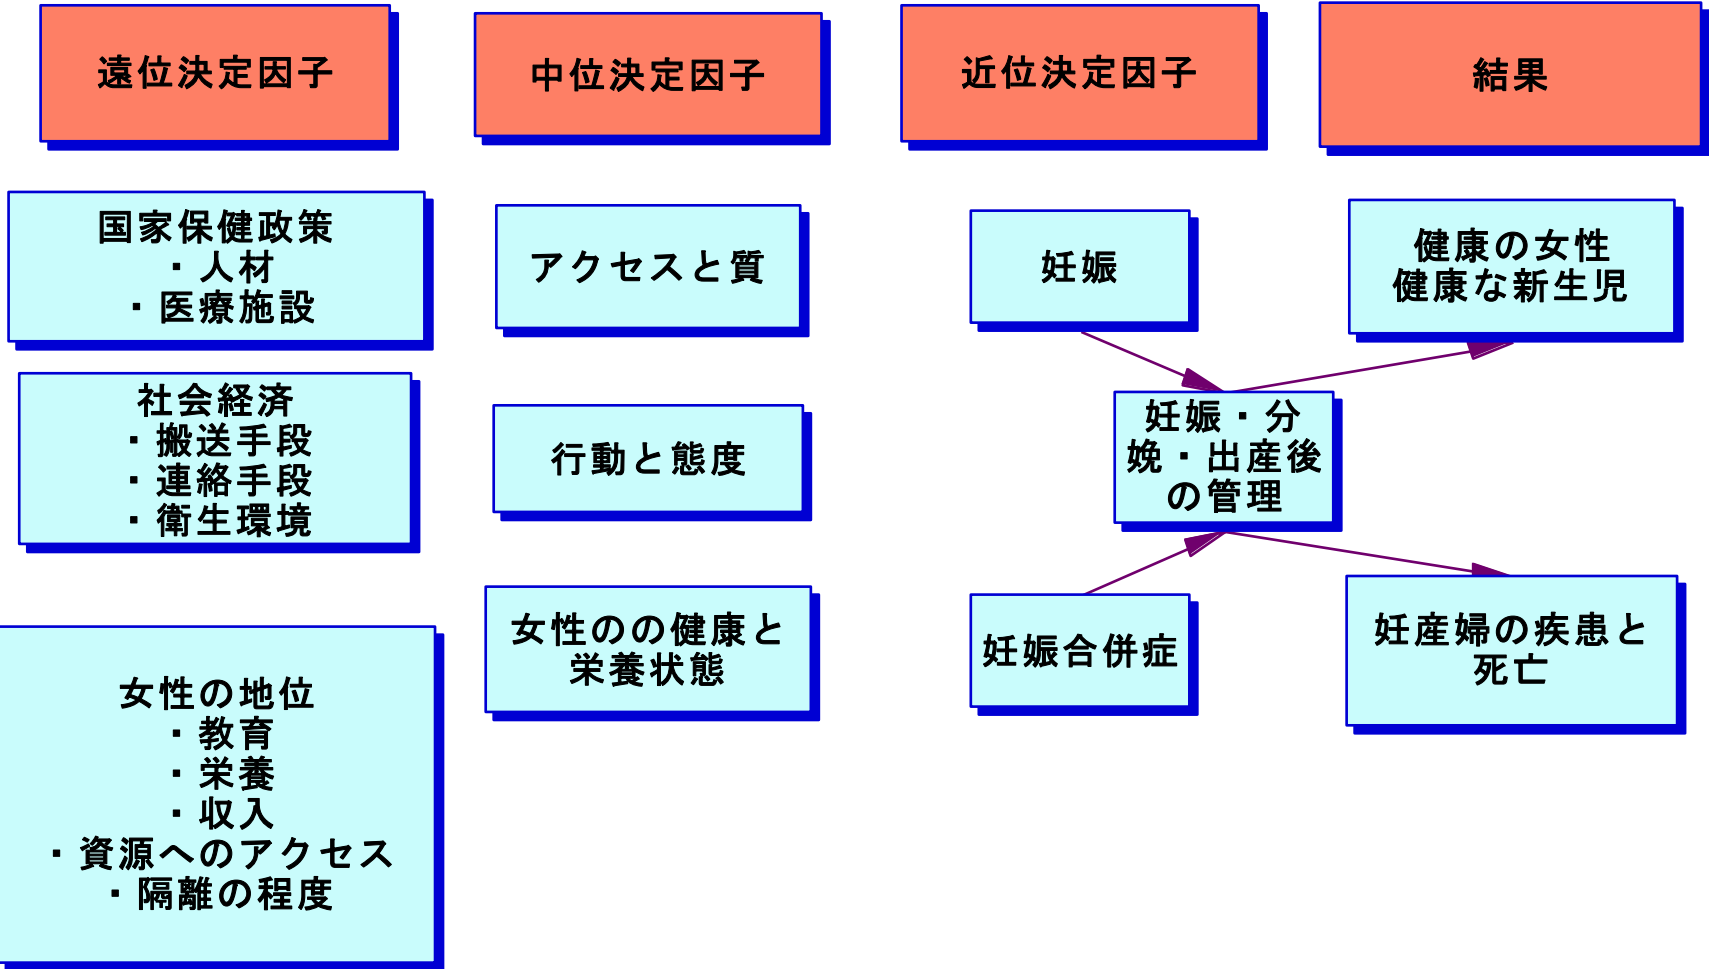 遠位決定因子
中位決定因子
近位決定因子
結果
国家保健政策
・人材
・医療施設
社会経済
・搬送手段
・連絡手段
・衛生環境
女性の地位
・教育
・栄養
・収入
・資源へのアクセス
・隔離の程度
アクセスと質
行動と態度
女性のの健康と
栄養状態
妊娠
妊娠・分
娩・出産後
の管理
妊娠合併症
健康の女性
健康な新生児
妊産婦の疾患と
死亡